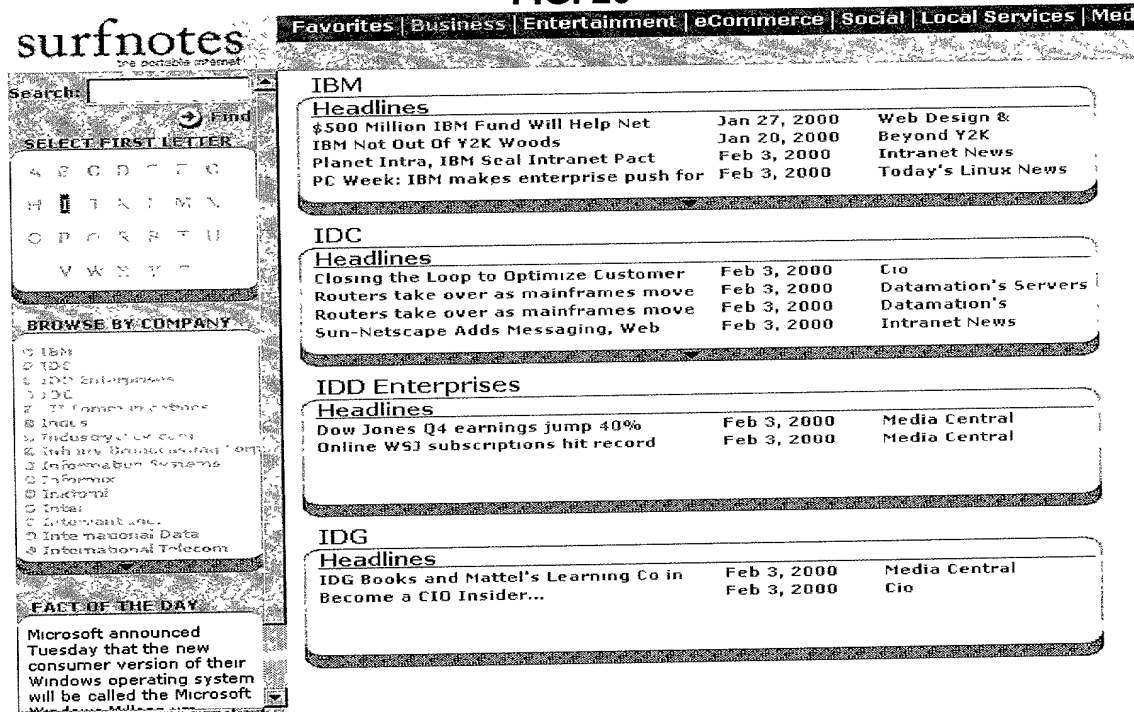 Favorites | Business | Entertainment | eCommerce | Social | Local Services | Med
surfnotes
the portable internet
Search:
Find
SELECT FIRST LETTER
A B C D G
H I J K L M N
O P Q R S T U
V W X Y Z
BROWSE BY COMPANY
IBM
IDC
IDD Enterprises
Indus
Information Systems
Informix
Inktomi
Intel
International Data
International Telecom
FACT OF THE DAY
Microsoft announced
Tuesday that the new
consumer version of their
Windows operating system
will be called the Microsoft
IBM
Headlines
$500 Million IBM Fund Will Help Net Jan 27, 2000 Web Design &
IBM Not Out Of Y2K Woods Jan 20, 2000 Beyond Y2K
Planet Intra, IBM Seal Intranet Pact Feb 3, 2000 Intranet News
PC Week: IBM makes enterprise push for Feb 3, 2000 Today's Linux News
IDC
Headlines
Closing the Loop to Optimize Customer Feb 3, 2000 Cio
Routers take over as mainframes move Feb 3, 2000 Datamation's Servers
Routers take over as mainframes move Feb 3, 2000 Datamation's
Sun-Netscape Adds Messaging, Web Feb 3, 2000 Intranet News
IDD Enterprises
Headlines
Dow Jones Q4 earnings jump 40% Feb 3, 2000 Media Central
Online WSJ subscriptions hit record Feb 3, 2000 Media Central
IDG
Headlines
IDG Books and Mattel's Learning Co in Feb 3, 2000 Media Central
Become a CIO Insider... Feb 3, 2000 Cio